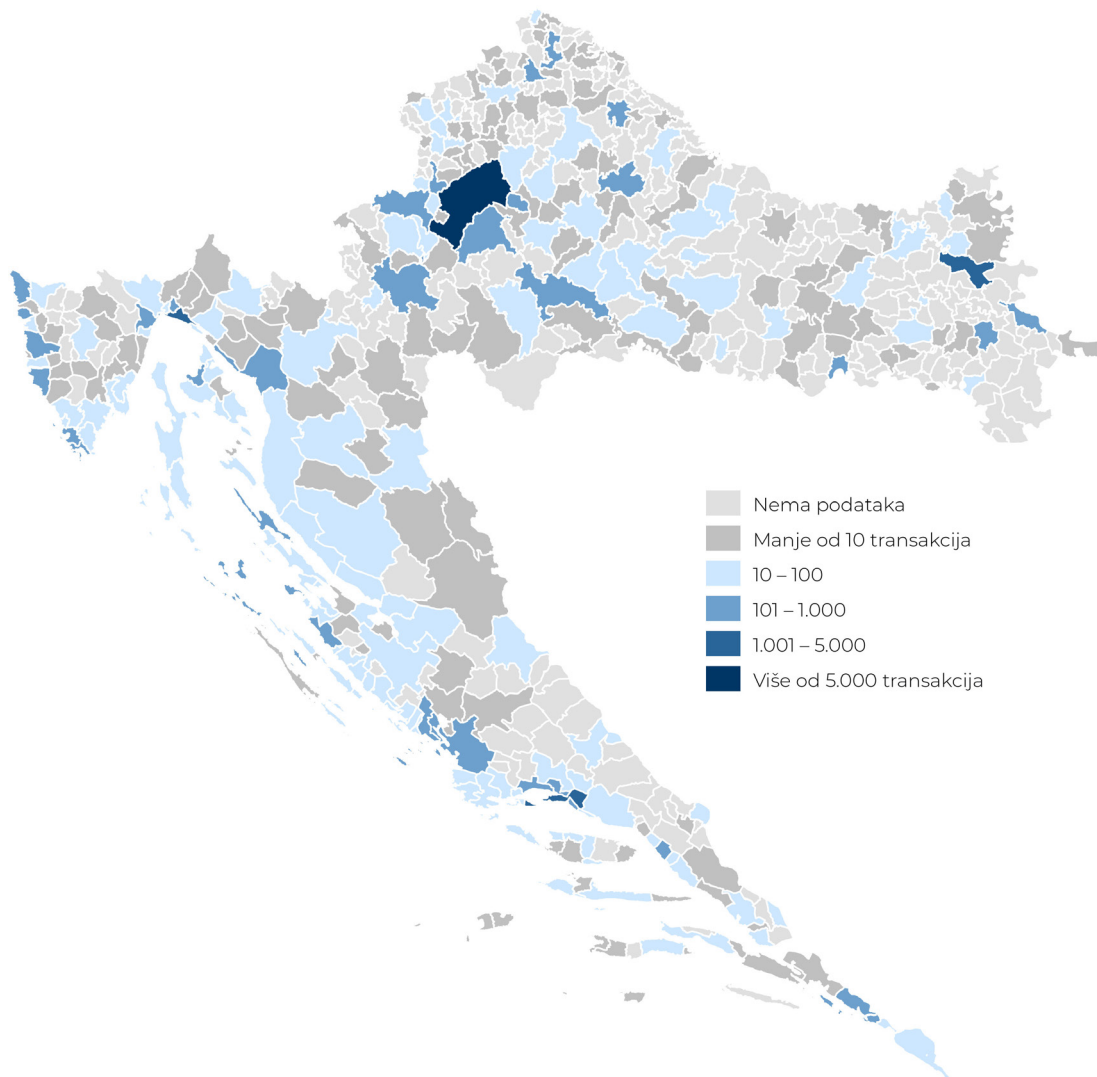 Nema podataka
Manje od 10 transakcija
10 – 100
101 – 1.000
1.001 – 5.000
Više od 5.000 transakcija